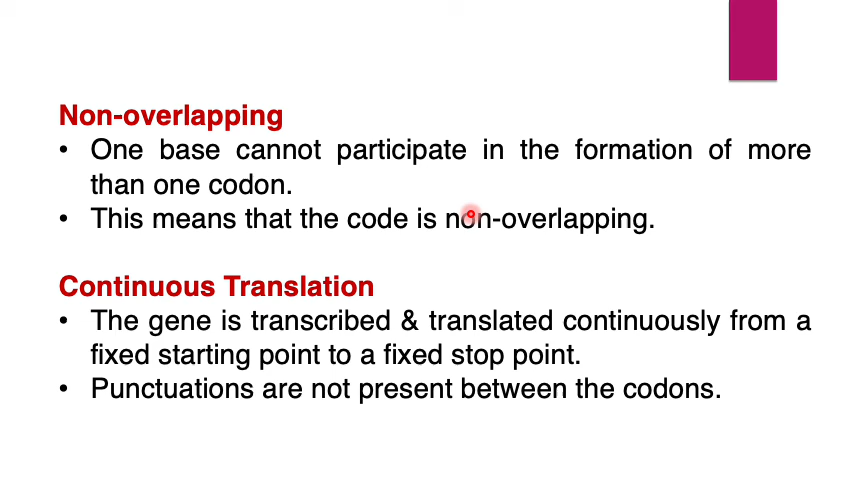 Non-overlapping
• One base cannot participate in the formation of more
than one codon.
• This means that the code is non-overlapping.
Continuous Translation
• The gene is transcribed & translated continuously from a
fixed starting point to a fixed stop point.
• Punctuations are not present between the codons.